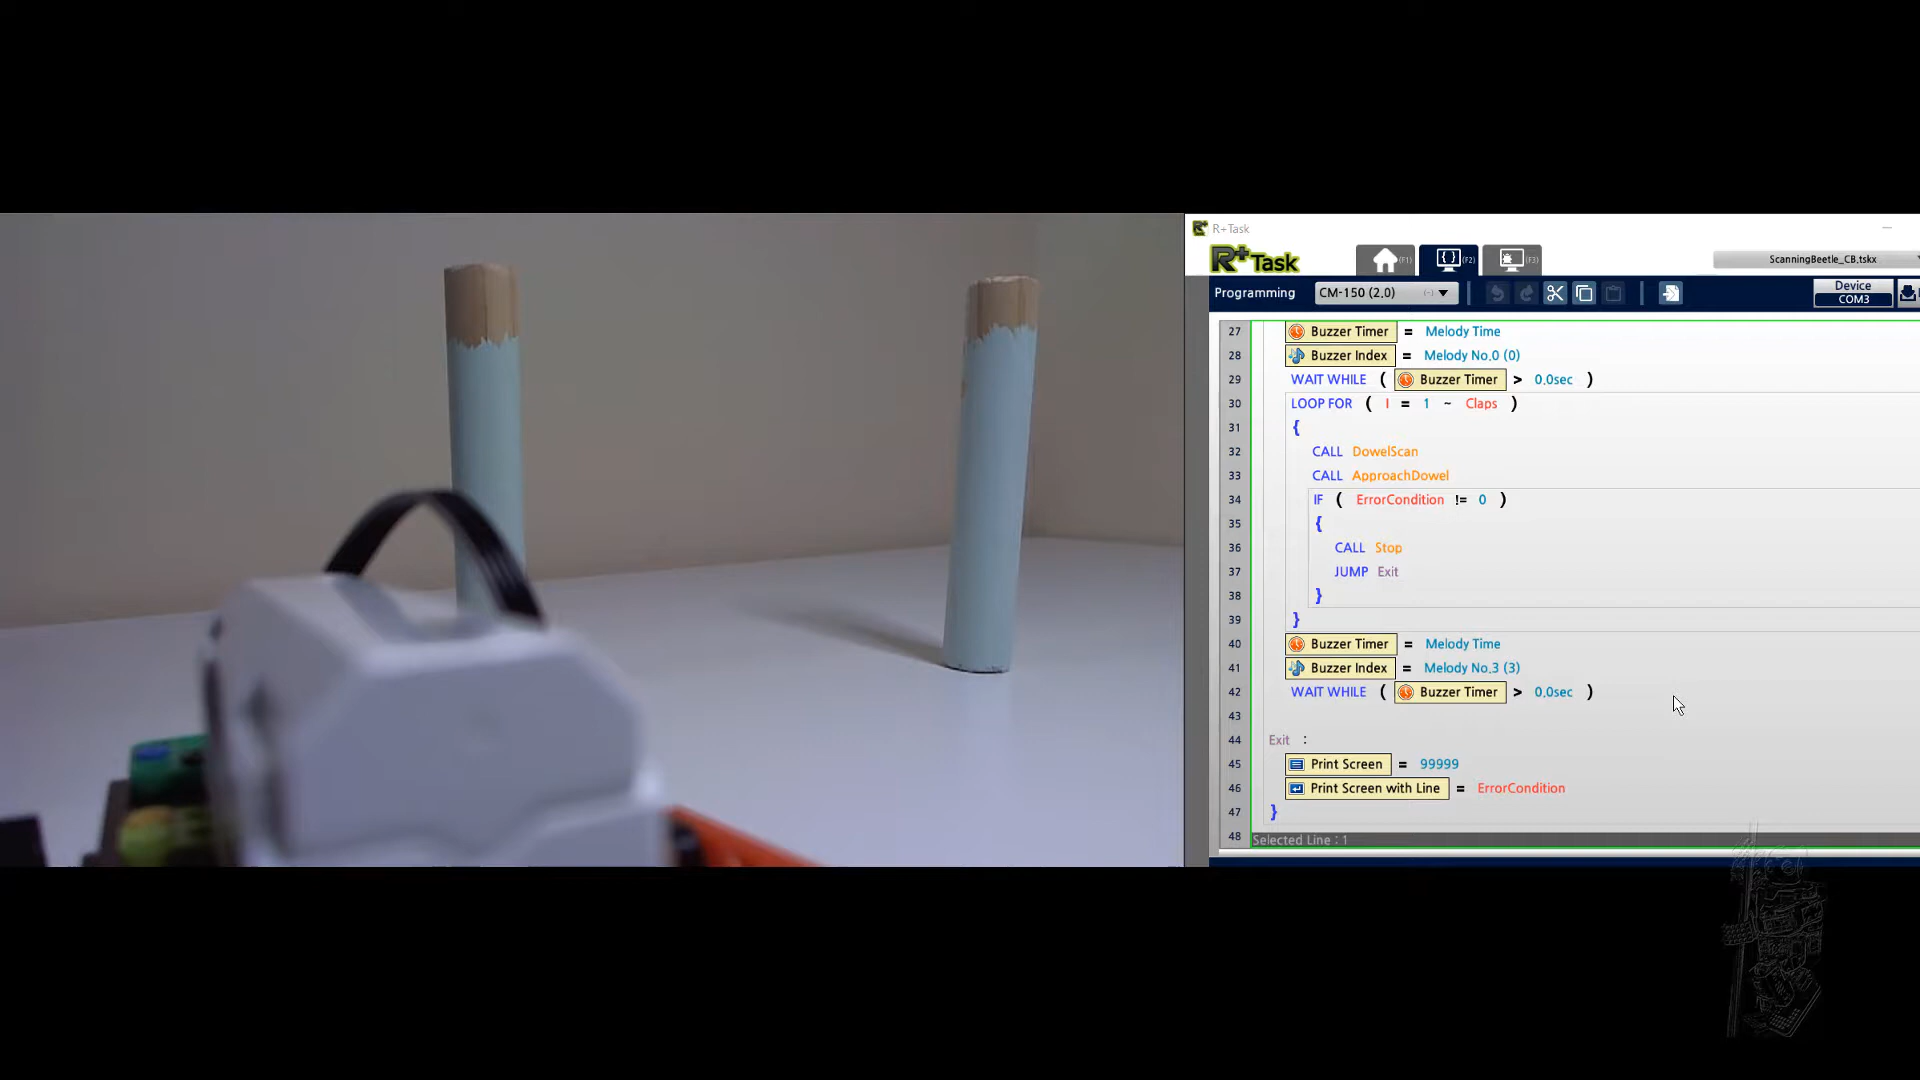 R+Task
R+Task (F1) (F2) (F3) ScanningBeetle_CB.tskx
Programming CM-150 (2.0) Device
COM3
27 Buzzer Timer = Melody Time
28 Buzzer Index = Melody No.0 (0)
29 WAIT WHILE ( Buzzer Timer > 0.0sec )
30 LOOP FOR ( I = 1 ~ Claps )
31 {
32 CALL DowelScan
33 CALL ApproachDowel
34 IF ( ErrorCondition != 0 )
35 {
36 CALL Stop
37 JUMP Exit
38 }
39 }
40 Buzzer Timer = Melody Time
41 Buzzer Index = Melody No.3 (3)
42 WAIT WHILE ( Buzzer Timer > 0.0sec )
43
44 Exit :
45 Print Screen = 99999
46 Print Screen with Line = ErrorCondition
47 }
48
Selected Line : 1